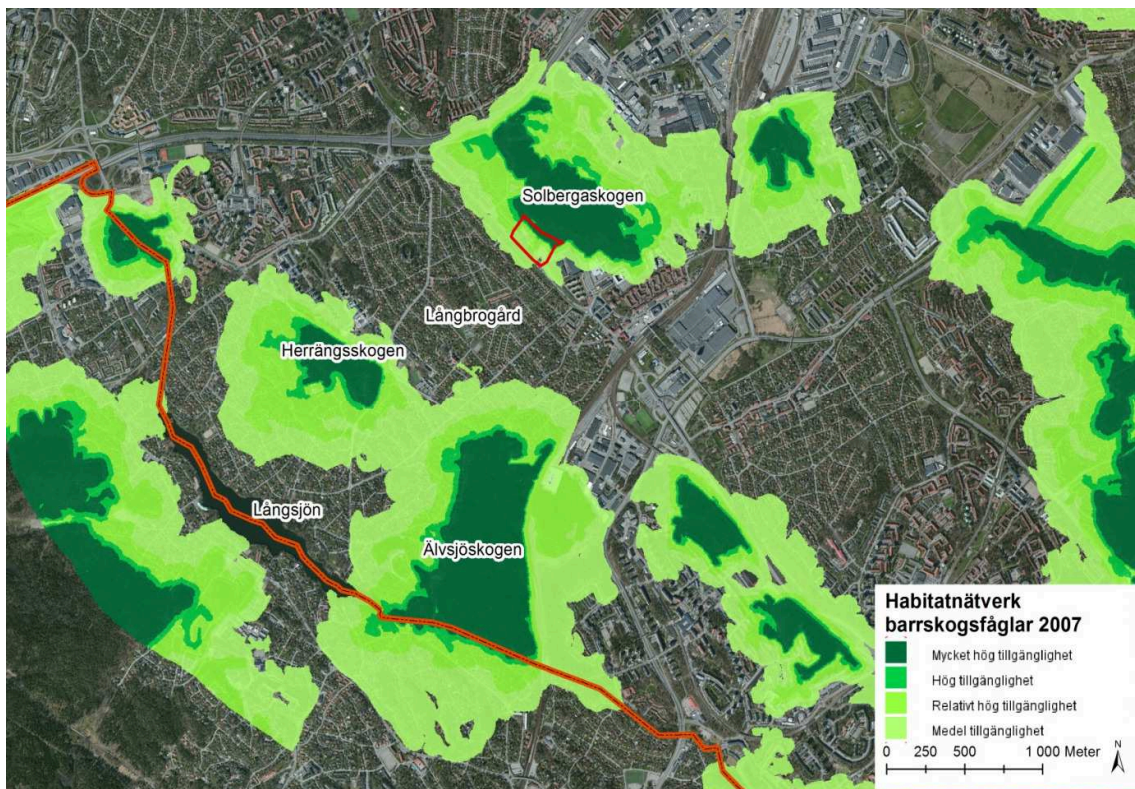 Solbergaskogen
Långbrogård
Herrängsskogen
Långsjön
Älvsjöskogen
Habitatnätverk
barrskogsfåglar 2007
Mycket hög tillgänglighet
Hög tillgänglighet
Relativt hög tillgänglighet
Medel tillgänglighet
0 250 500 1 000 Meter
N